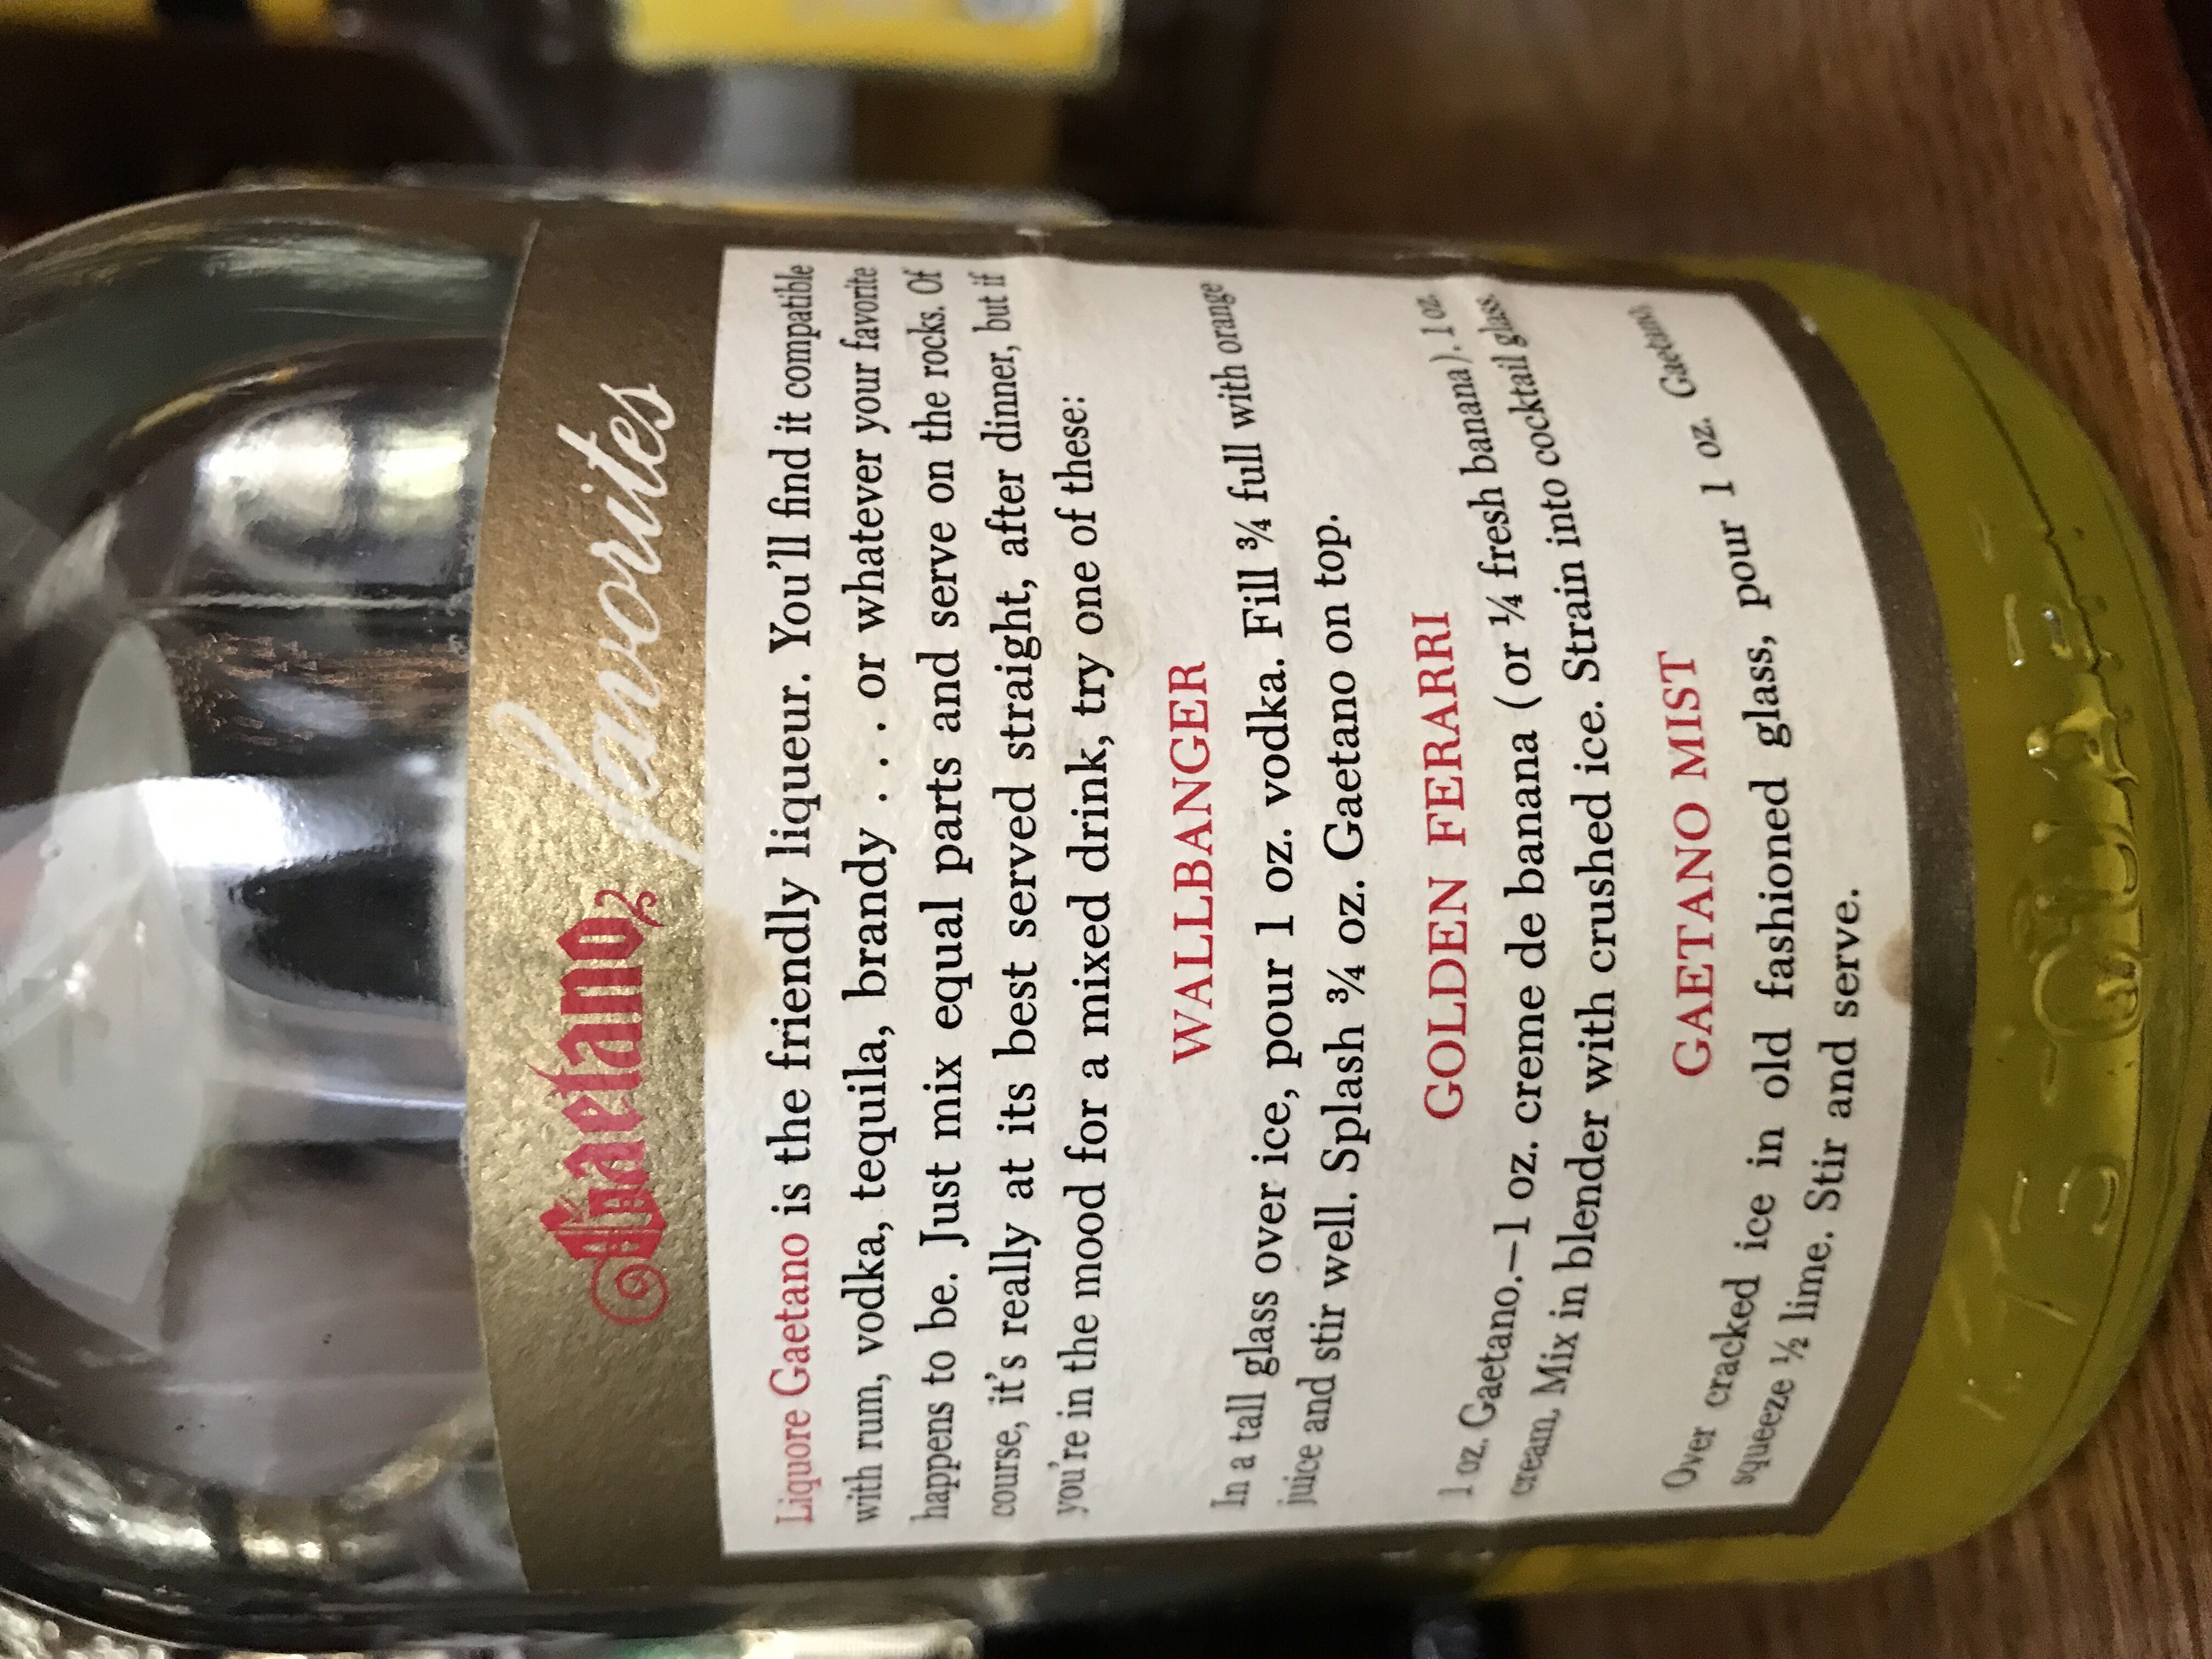 Gaetano Favorites
Liquore Gaetano is the friendly liqueur. You'll find it compatible
with rum, vodka, tequila, brandy . . . or whatever your favorite
happens to be. Just mix equal parts and serve on the rocks. Of
course, it's really at its best served straight, after dinner, but if
you're in the mood for a mixed drink, try one of these:
WALLBANGER
In a tall glass over ice, pour 1 oz. vodka. Fill ¾ full with orange
juice and stir well. Splash ¾ oz. Gaetano on top.
GOLDEN FERARRI
1 oz. Gaetano.–1 oz. creme de banana (or ¼ fresh banana). 1 oz.
cream. Mix in blender with crushed ice. Strain into cocktail glass.
GAETANO MIST
Over cracked ice in old fashioned glass, pour 1 oz. Gaetano,
squeeze ½ lime. Stir and serve.